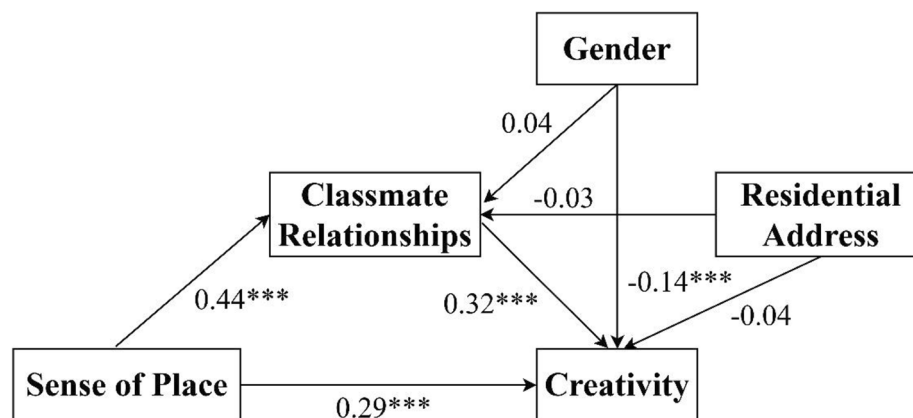 Gender
0.04
Classmate
Relationships
-0.03
Residential
Address
0.44***
0.32***
-0.14***
-0.04
Sense of Place
0.29***
Creativity